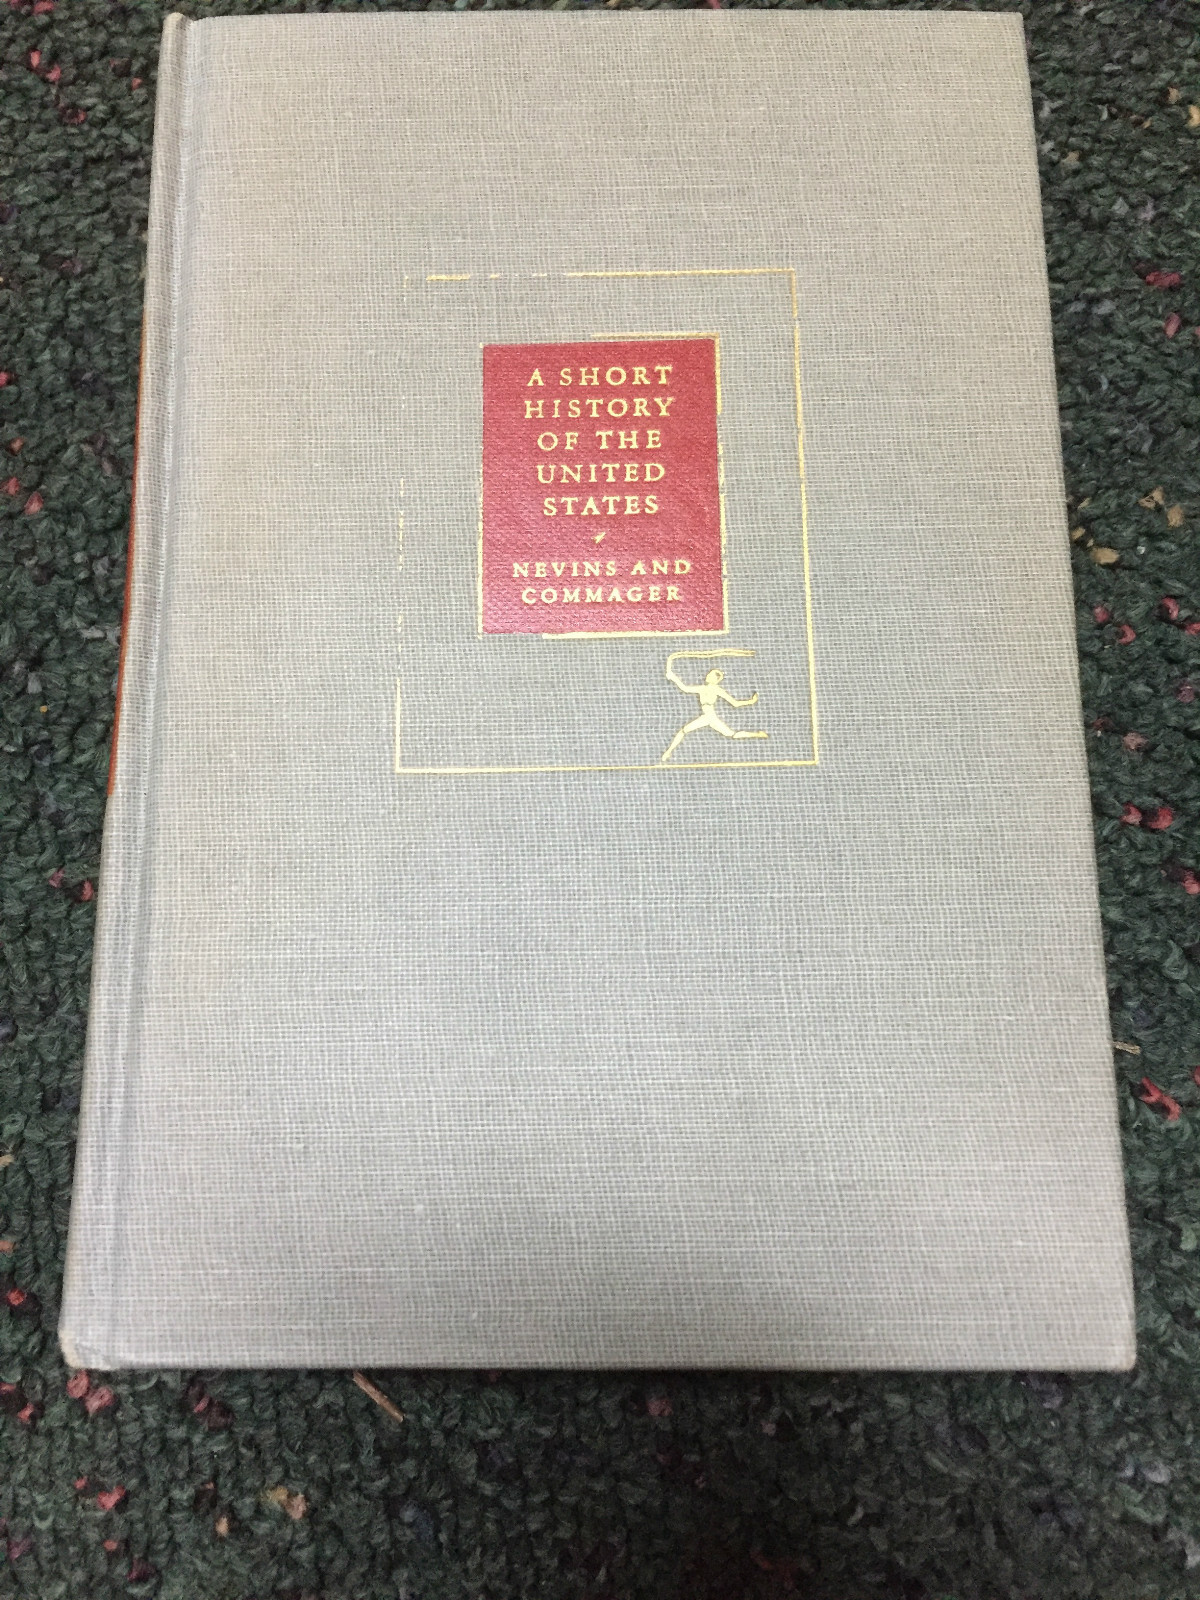 A SHORT
HISTORY
OF THE
UNITED
STATES
NEVINS AND
COMMAGER